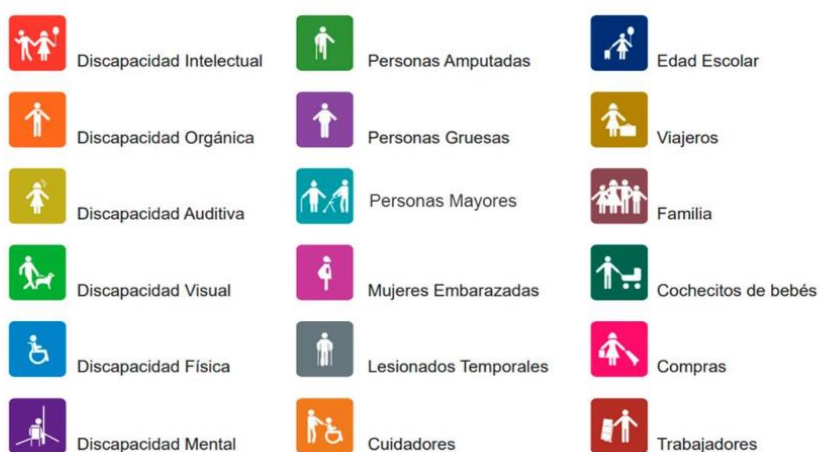 Discapacidad Intelectual
Personas Amputadas
Edad Escolar
Discapacidad Orgánica
Personas Gruesas
Viajeros
Discapacidad Auditiva
Personas Mayores
Familia
Discapacidad Visual
Mujeres Embarazadas
Cochecitos de bebés
Discapacidad Física
Lesionados Temporales
Compras
Discapacidad Mental
Cuidadores
Trabajadores